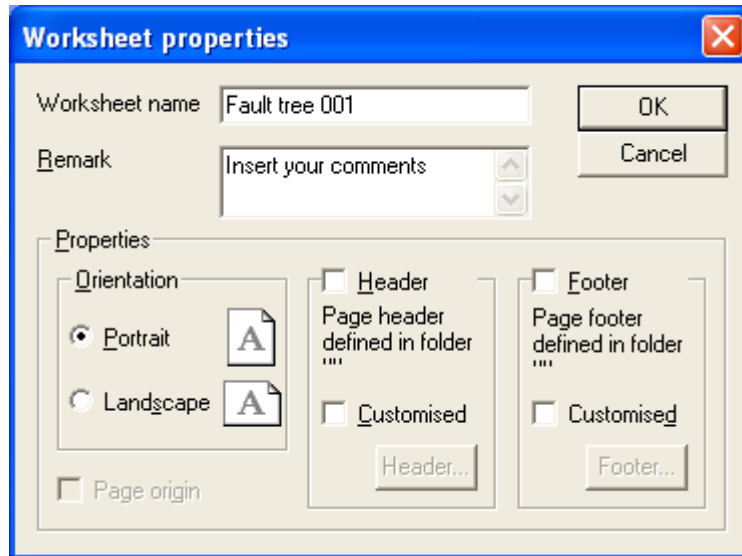 Worksheet properties
Worksheet name
Fault tree 001
OK
Remark
Insert your comments
Cancel
Properties
Orientation
Portrait
A
Landscape
A
Page origin
Header
Page header
defined in folder
""
Customised
Header...
Footer
Page footer
defined in folder
""
Customised
Footer...